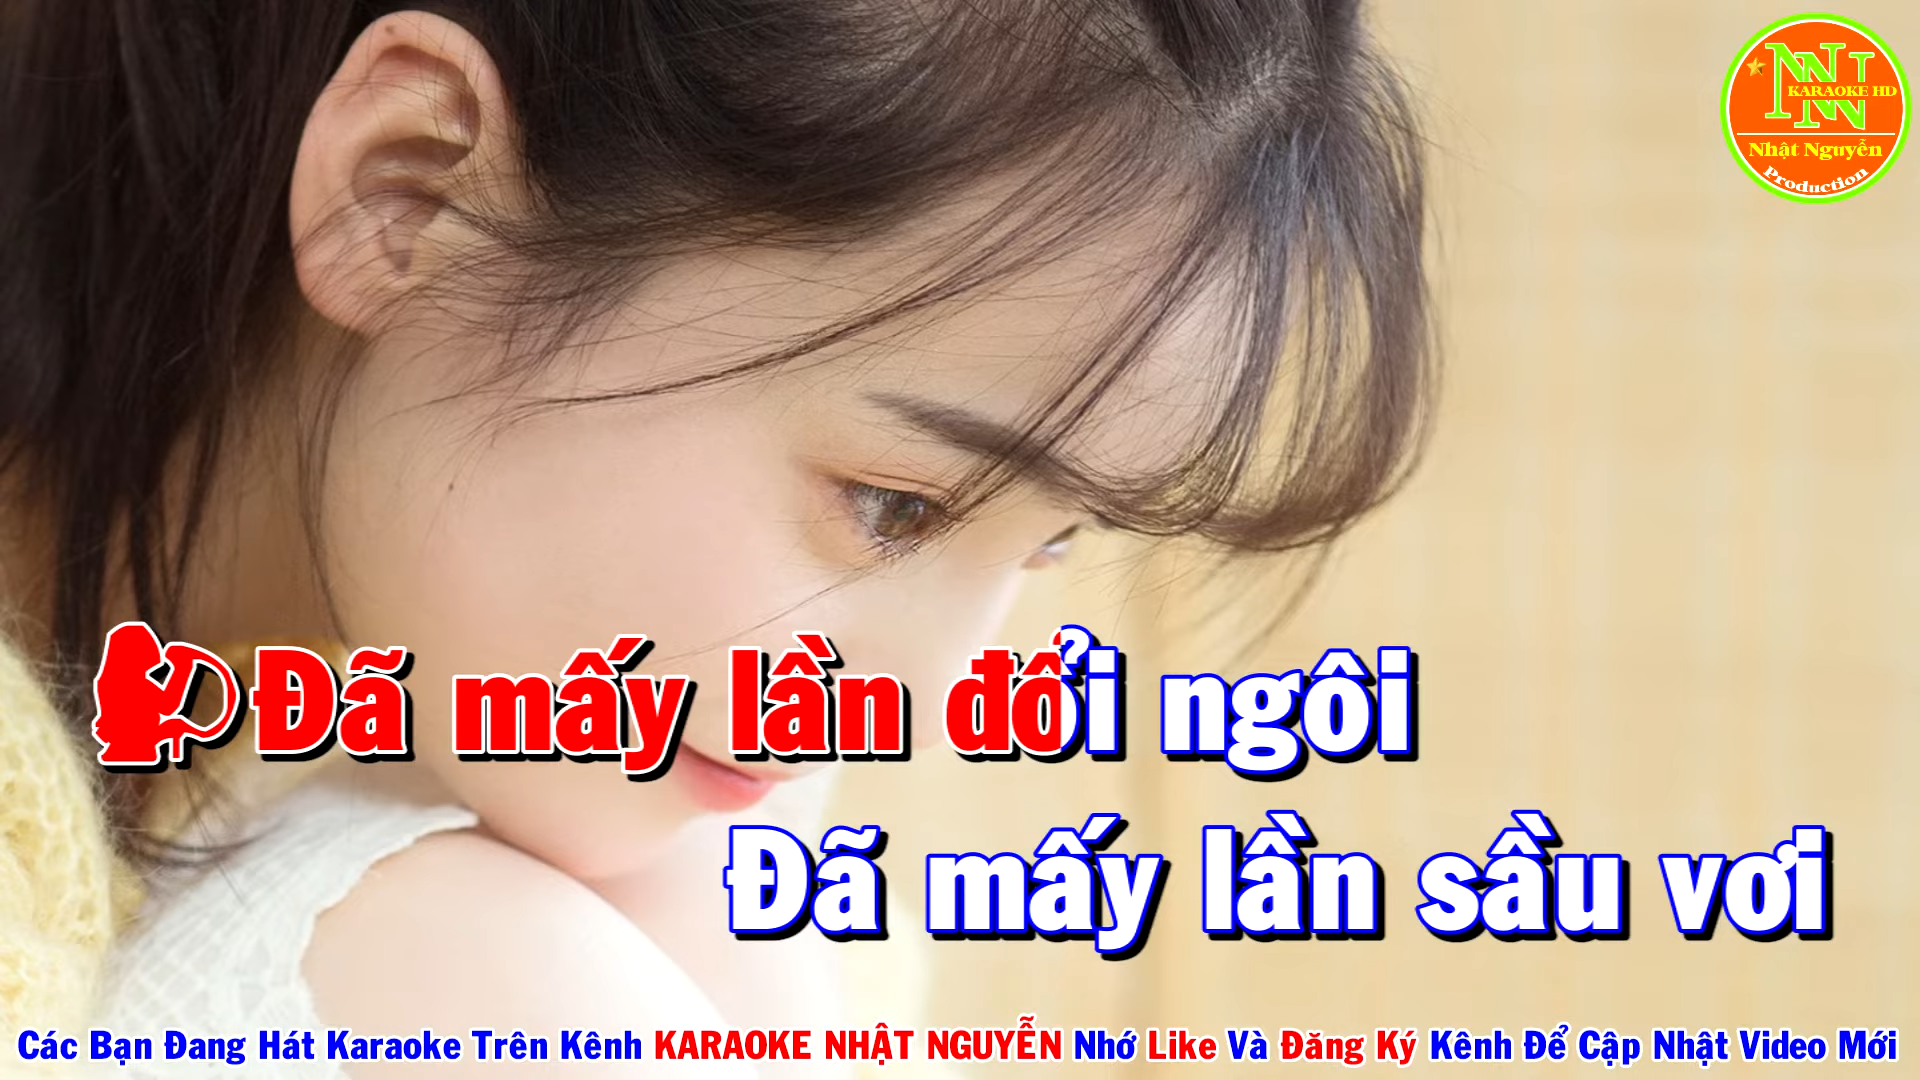 KARAOKE HD
Nhật Nguyễn
Production
Đã mấy lần đổi ngôi
Đã mấy lần sầu vơi
Các Bạn Đang Hát Karaoke Trên Kênh KARAOKE NHẬT NGUYỄN Nhớ Like Và Đăng Ký Kênh Để Cập Nhật Video Mới